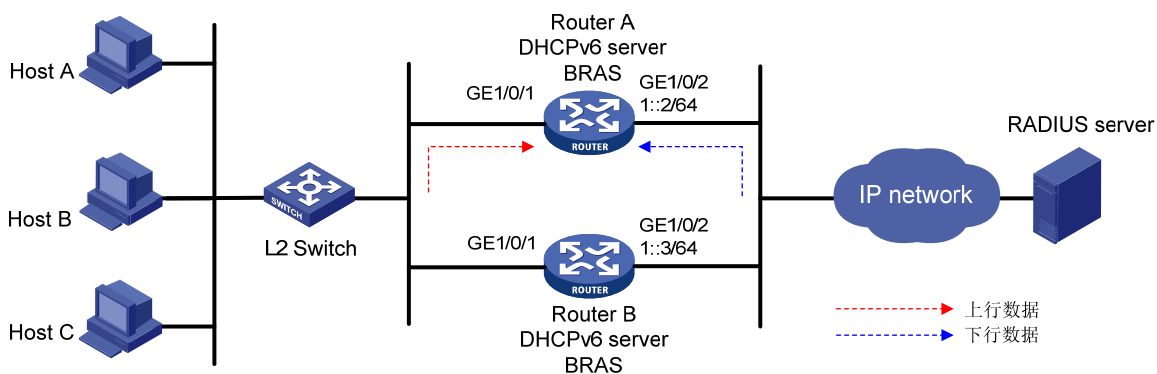 Router A
DHCPv6 server
BRAS
Host A
GE1/0/1
GE1/0/2
1::2/64
ROUTER
RADIUS server
Host B
SWITCH
L2 Switch
IP network
GE1/0/1
GE1/0/2
1::3/64
ROUTER
Host C
Router B
DHCPv6 server
BRAS
上行数据
下行数据